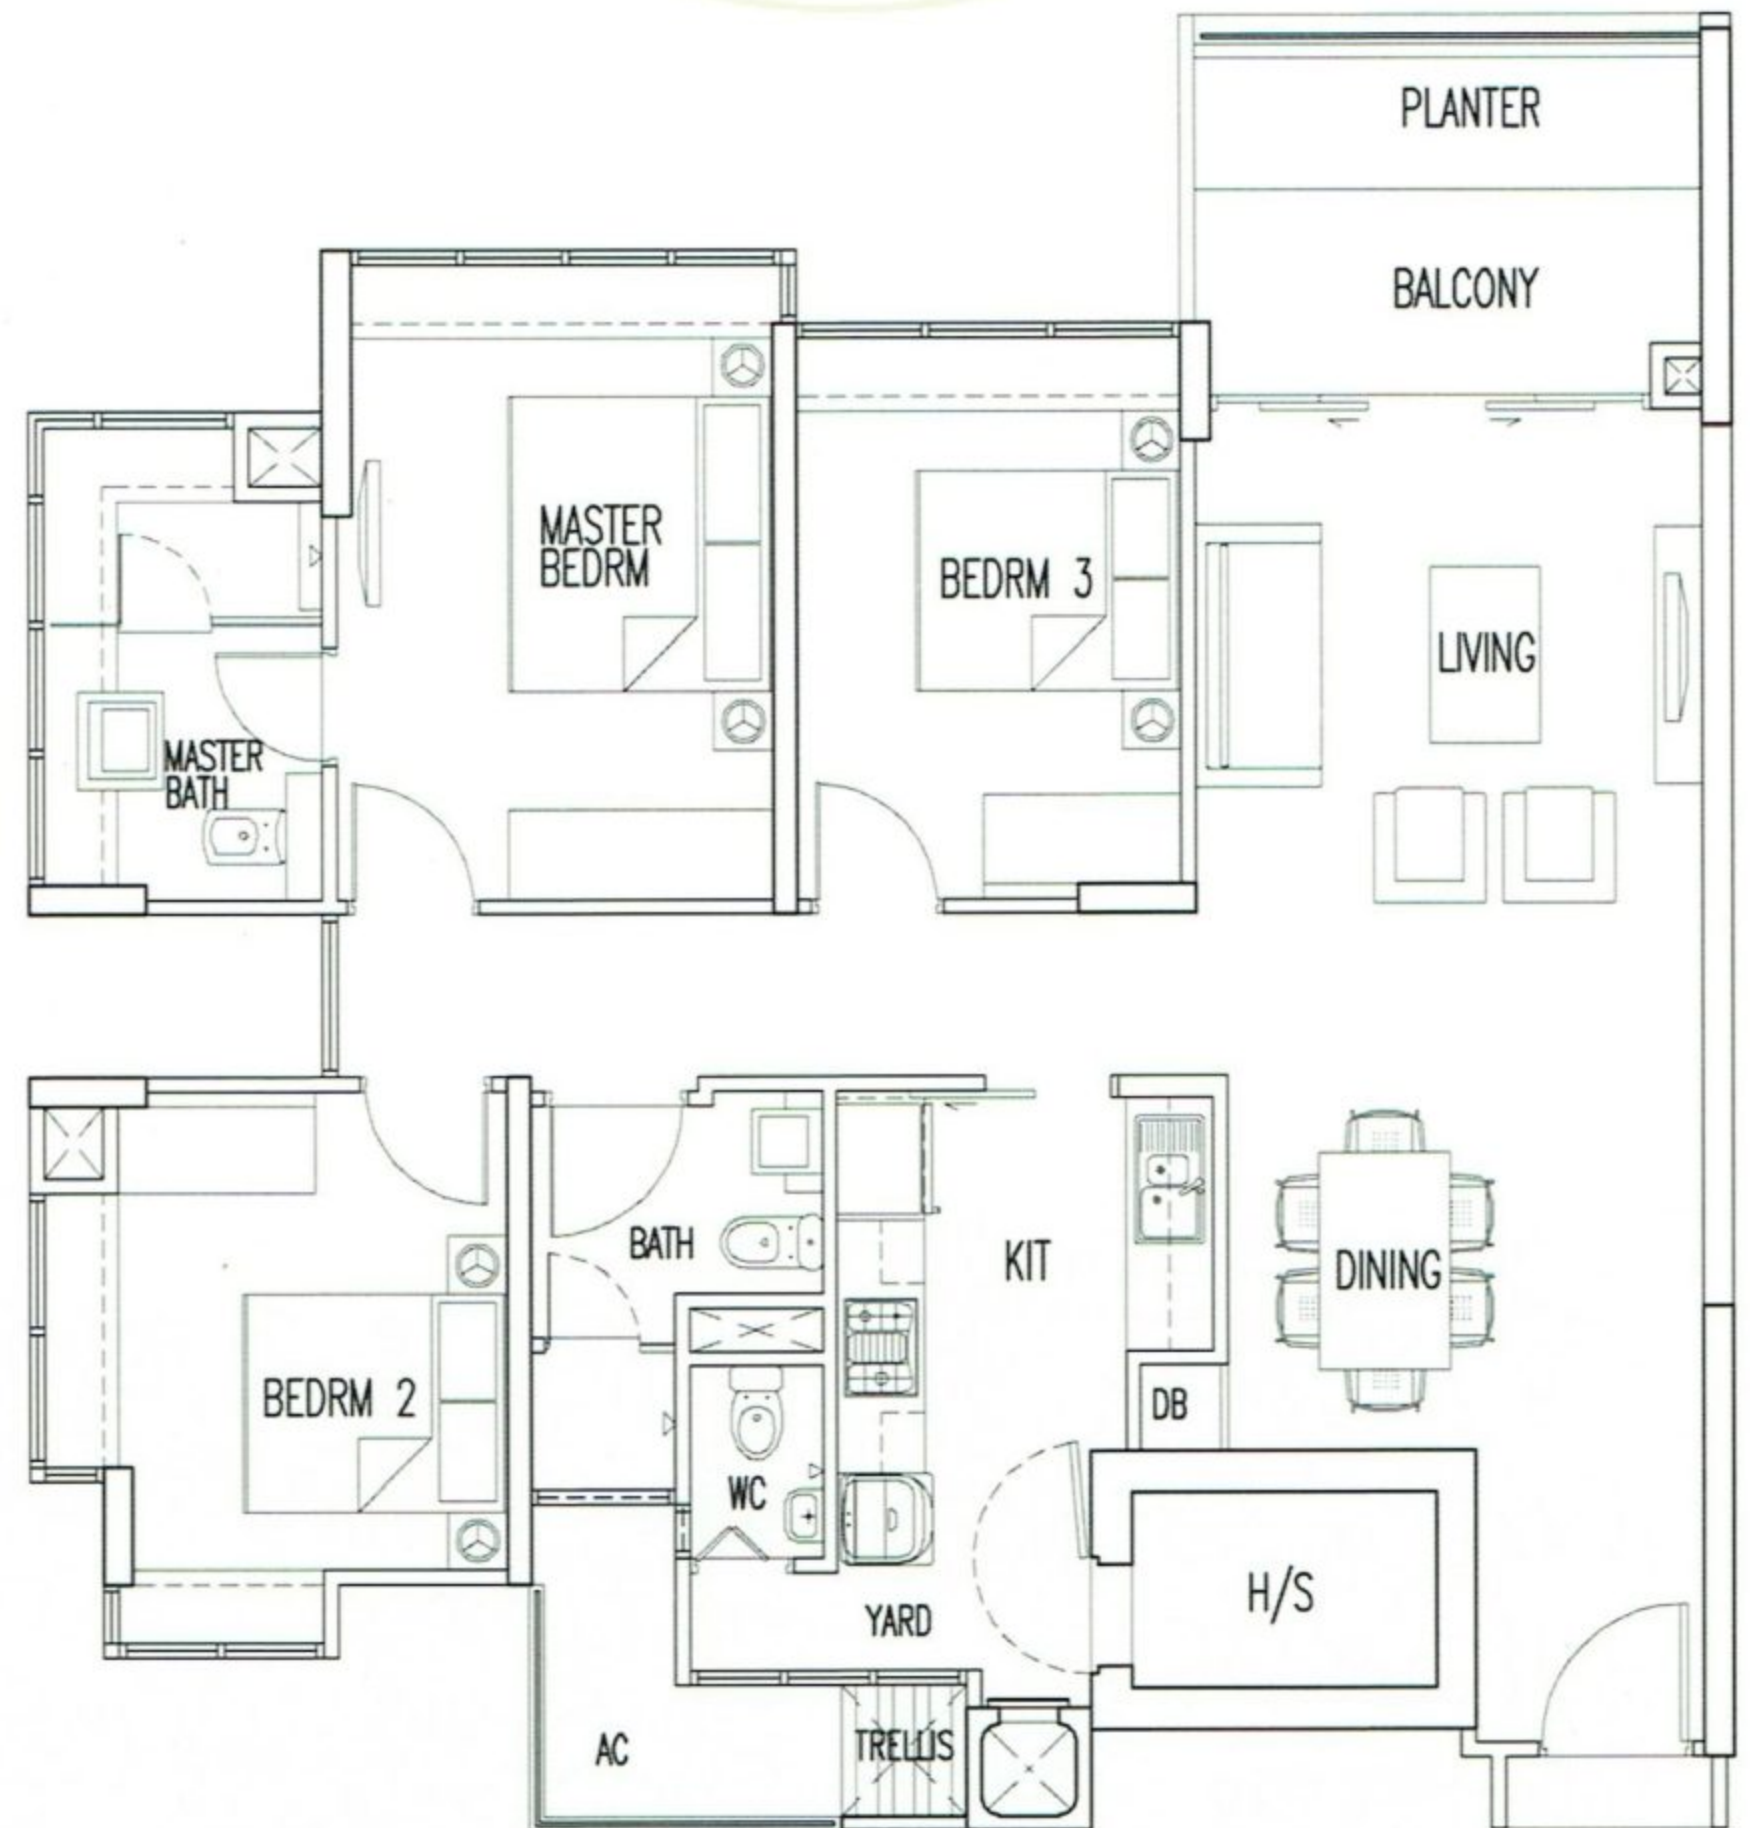 PLANTER
BALCONY
MASTER
BEDRM
BEDRM 3
LIVING
MASTER
BATH
BATH
KIT
DINING
BEDRM 2
DB
WC
H/S
YARD
AC
TRELLIS